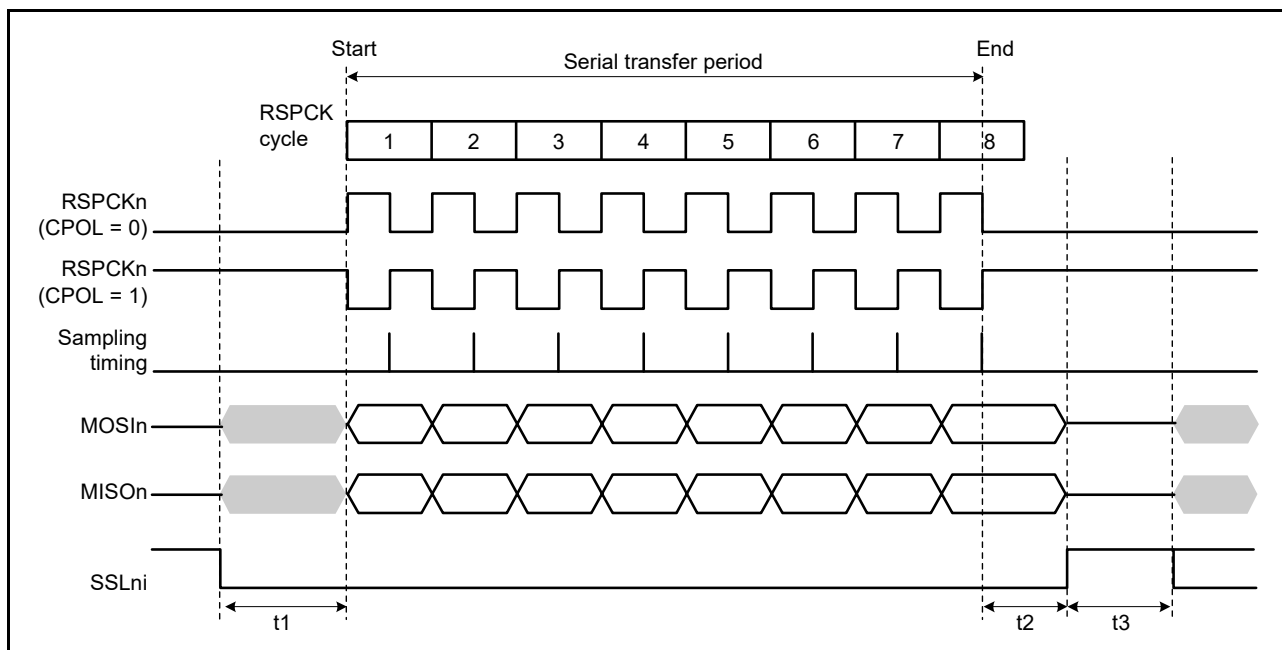 Start
End
Serial transfer period
RSPCK
cycle
1 2 3 4 5 6 7 8
RSPCKn
(CPOL = 0)
RSPCKn
(CPOL = 1)
Sampling
timing
MOSIn
MISOn
SSLni
t1
t2
t3